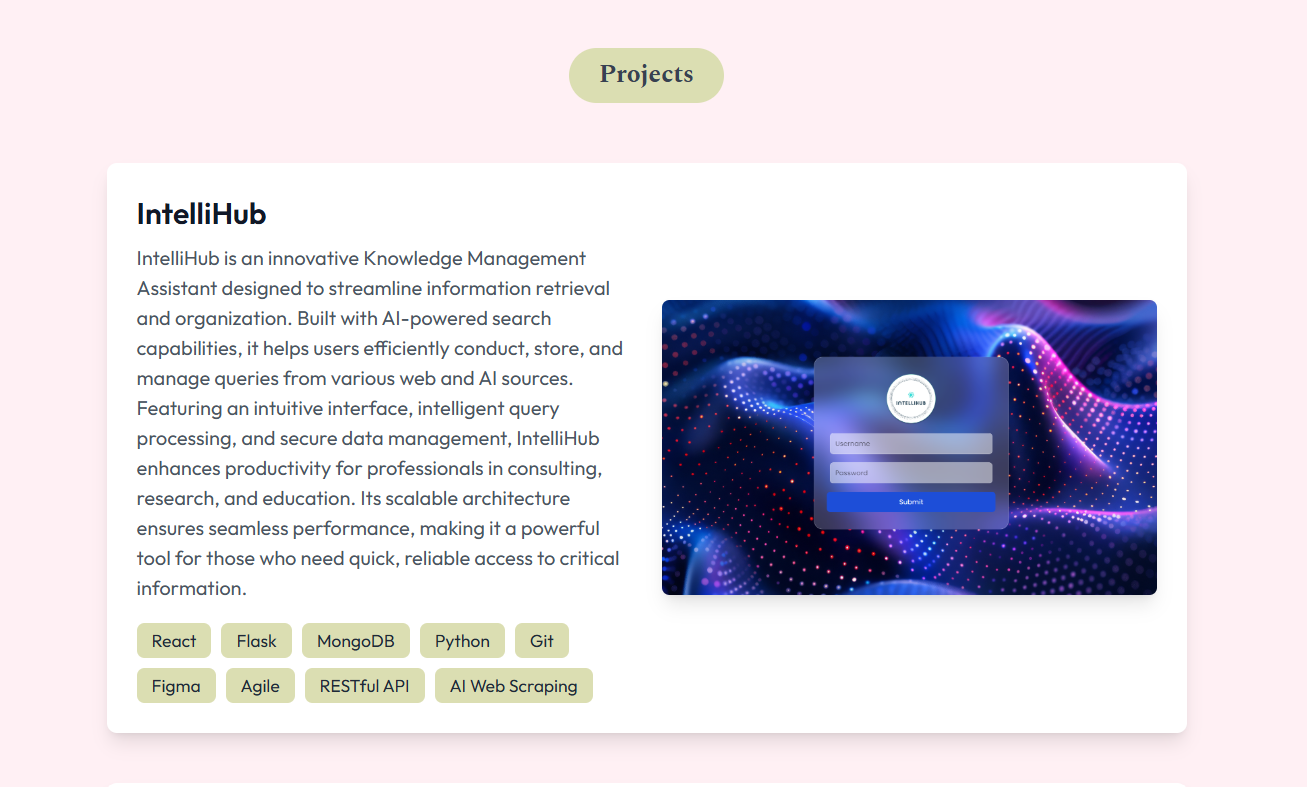 Projects
IntelliHub
IntelliHub is an innovative Knowledge Management
Assistant designed to streamline information retrieval
and organization. Built with AI-powered search
capabilities, it helps users efficiently conduct, store, and
manage queries from various web and AI sources.
Featuring an intuitive interface, intelligent query
processing, and secure data management, IntelliHub
enhances productivity for professionals in consulting,
research, and education. Its scalable architecture
ensures seamless performance, making it a powerful
tool for those who need quick, reliable access to critical
information.
React Flask MongoDB Python Git
Figma Agile RESTful API AI Web Scraping
INTELLIHUB
Username
Password
Submit